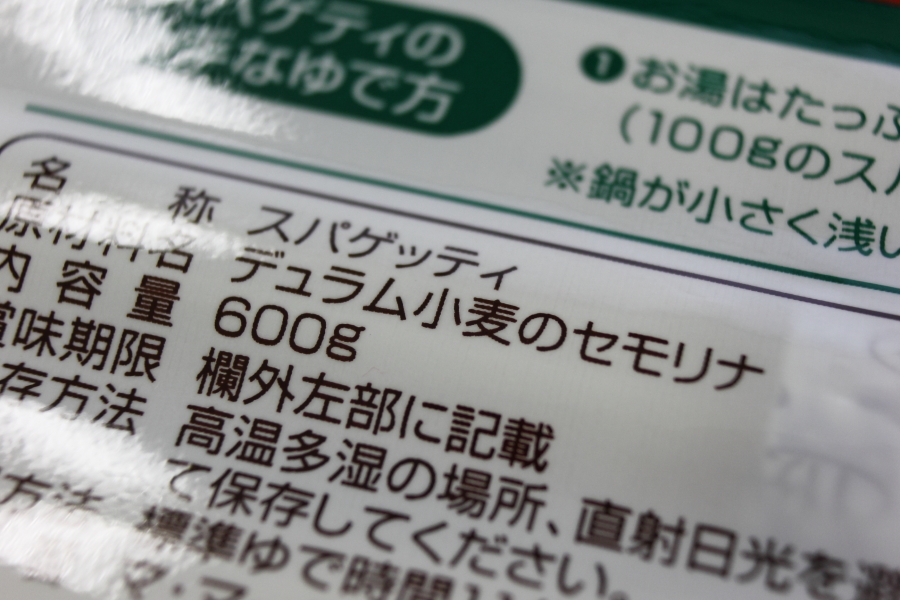 パゲティの
なゆで方
❶お湯はたっぷ
(100gのスパ
※鍋が小さく浅い
名 称 スパゲッティ
原材料名 デュラム小麦のセモリナ
内容量 600g
賞味期限 欄外左部に記載
存方法 高温多湿の場所、直射日光を避
て保存してください。
方法 標準ゆで時間11
マ・マー